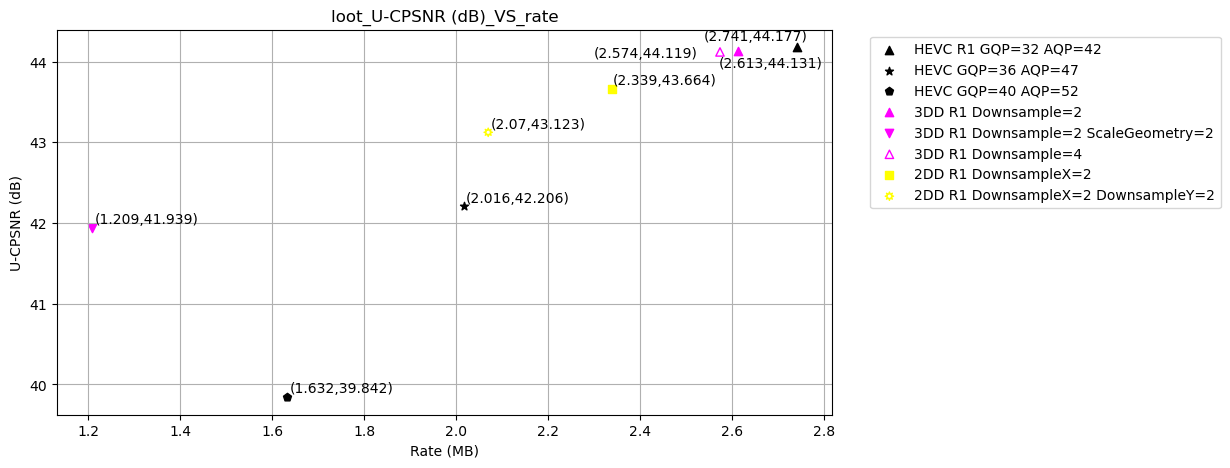 loot_U-CPSNR (dB)_VS_rate
U-CPSNR (dB)
44
43
42
41
40
(2.741,44.177)
(2.574,44.119)
(2.613,44.131)
(2.339,43.664)
(2.07,43.123)
(2.016,42.206)
(1.209,41.939)
(1.632,39.842)
1.2
1.4
1.6
1.8
2.0
2.2
2.4
2.6
2.8
Rate (MB)
HEVC R1 GQP=32 AQP=42
HEVC GQP=36 AQP=47
HEVC GQP=40 AQP=52
3DD R1 Downsample=2
3DD R1 Downsample=2 ScaleGeometry=2
3DD R1 Downsample=4
2DD R1 DownsampleX=2
2DD R1 DownsampleX=2 DownsampleY=2